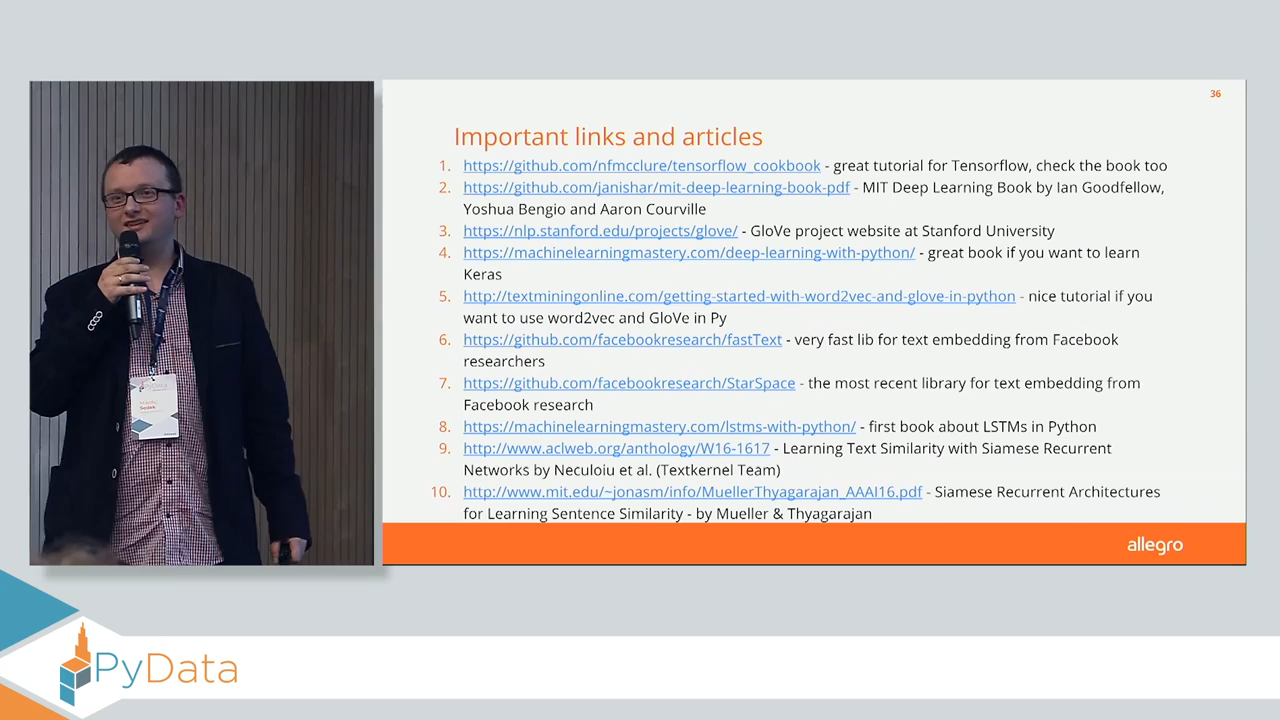 36
Important links and articles
1. https://github.com/nfmcclure/tensorflow_cookbook - great tutorial for Tensorflow, check the book too
2. https://github.com/janishar/mit-deep-learning-book-pdf - MIT Deep Learning Book by Ian Goodfellow,
Yoshua Bengio and Aaron Courville
3. https://nlp.stanford.edu/projects/glove/ - GloVe project website at Stanford University
4. https://machinelearningmastery.com/deep-learning-with-python/ - great book if you want to learn
Keras
5. http://textminingonline.com/getting-started-with-word2vec-and-glove-in-python - nice tutorial if you
want to use word2vec and GloVe in Py
6. https://github.com/facebookresearch/fastText - very fast lib for text embedding from Facebook
researchers
7. https://github.com/facebookresearch/StarSpace - the most recent library for text embedding from
Facebook research
8. https://machinelearningmastery.com/lstms-with-python/ - first book about LSTMs in Python
9. http://www.aclweb.org/anthology/W16-1617 - Learning Text Similarity with Siamese Recurrent
Networks by Neculoiu et al. (Textkernel Team)
10. http://www.mit.edu/~jonasm/info/MuellerThyagarajan_AAAI16.pdf - Siamese Recurrent Architectures
for Learning Sentence Similarity - by Mueller & Thyagarajan
allegro
PyData